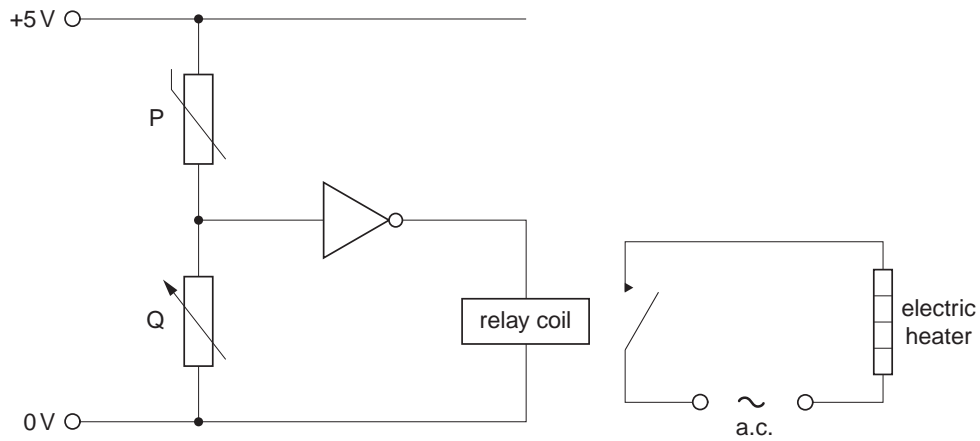 +5 V
P
Q
relay coil
electric
heater
0 V
a.c.